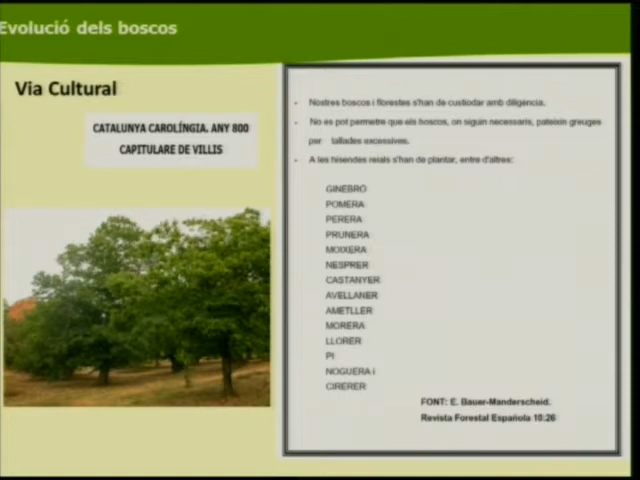 Evolució dels boscos
Via Cultural
CATALUNYA CAROLÍNGIA. ANY 800
CAPITULARE DE VILLIS
• Nostres boscos i florestes s'han de custiodar amb diligència.
• No es pot permetre que els boscos, on siguin necessaris, pateixin greuges
per tallades excessives.
• A les hisendes reials s'han de plantar, entre d'altres:
GINEBRÓ
POMERA
PERERA
PRUNERA
MOIXERA
NESPRER
CASTANYER
AVELLANER
AMETLLER
MORERA
LLORER
PI
NOGUERA i
CIRERER
FONT: E. Bauer-Manderscheid.
Revista Forestal Española 10:26